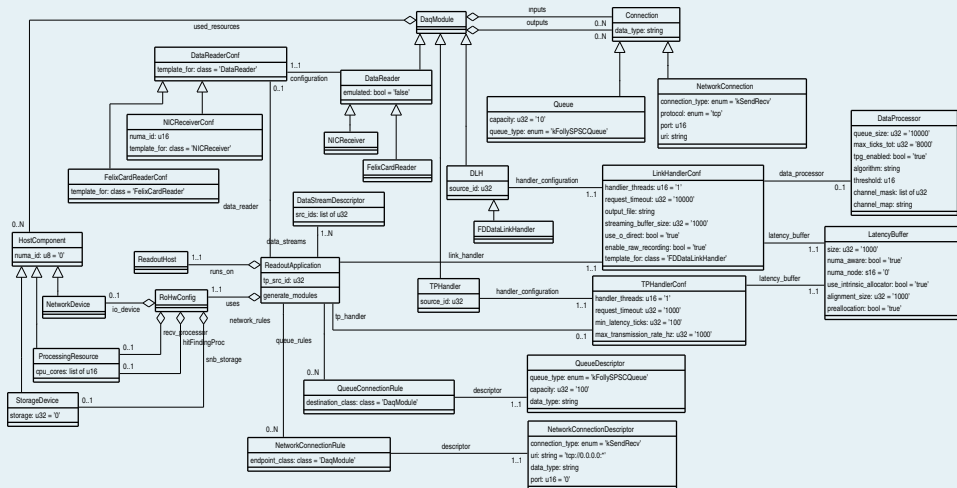 used_resources
DaqModule
inputs
outputs
0..N
0..N
Connection
data_type: string
DataReaderConf
template_for: class = 'DataReader'
1..1
configuration
0..1
DataReader
emulated: bool = 'false'
NICReceiverConf
numa_id: u16
template_for: class = 'NICReceiver'
NICReceiver
FelixCardReader
FelixCardReaderConf
template_for: class = 'FelixCardReader'
Queue
capacity: u32 = '10'
queue_type: enum = 'kFollySPSCQueue'
NetworkConnection
connection_type: enum = 'kSendRecv'
protocol: enum = 'tcp'
port: u16
uri: string
DataProcessor
queue_size: u32 = '10000'
max_ticks_tot: u32 = '8000'
tpg_enabled: bool = 'true'
algorithm: string
threshold: u16
channel_mask: list of u32
channel_map: string
DLH
source_id: u32
handler_configuration
1..1
FDDataLinkHandler
LinkHandlerConf
handler_threads: u16 = '1'
request_timeout: u32 = '10000'
output_file: string
streaming_buffer_size: u32 = '1000'
use_o_direct: bool = 'true'
enable_raw_recording: bool = 'true'
template_for: class = 'FDDataLinkHandler'
data_processor
0..1
latency_buffer
1..1
LatencyBuffer
size: u32 = '1000'
numa_aware: bool = 'true'
numa_node: s16 = '0'
use_intrinsic_allocator: bool = 'true'
alignment_size: u32 = '1000'
preallocation: bool = 'true'
data_reader
DataStreamDesccriptor
src_ids: list of u32
data_streams
1..N
0..N
HostComponent
numa_id: u8 = '0'
ReadoutHost
1..1
runs_on
ReadoutApplication
tp_src_id: u32
generate_modules
link_handler
1..1
TPHandler
source_id: u32
handler_configuration
1..1
TPHandlerConf
handler_threads: u16 = '1'
request_timeout: u32 = '1000'
min_latency_ticks: u32 = '100'
max_transmission_rate_hz: u32 = '1000'
latency_buffer
1..1
NetworkDevice
0..1
io_device
RoHwConfig
1..1
uses
network_rules
tp_handler
0..1
queue_rules
recv_processor
hitFindingProc
snb_storage
ProcessingResource
cpu_cores: list of u16
0..1
0..1
StorageDevice
storage: u32 = '0'
0..1
0..N
QueueConnectionRule
destination_class: class = 'DaqModule'
descriptor
1..1
QueueDescriptor
queue_type: enum = 'kFollySPSCQueue'
capacity: u32 = '100'
data_type: string
0..N
NetworkConnectionRule
endpoint_class: class = 'DaqModule'
descriptor
1..1
NetworkConnectionDescriptor
connection_type: enum = 'kSendRecv'
uri: string = 'tcp://0.0.0.0:*'
data_type: string
port: u16 = '0'